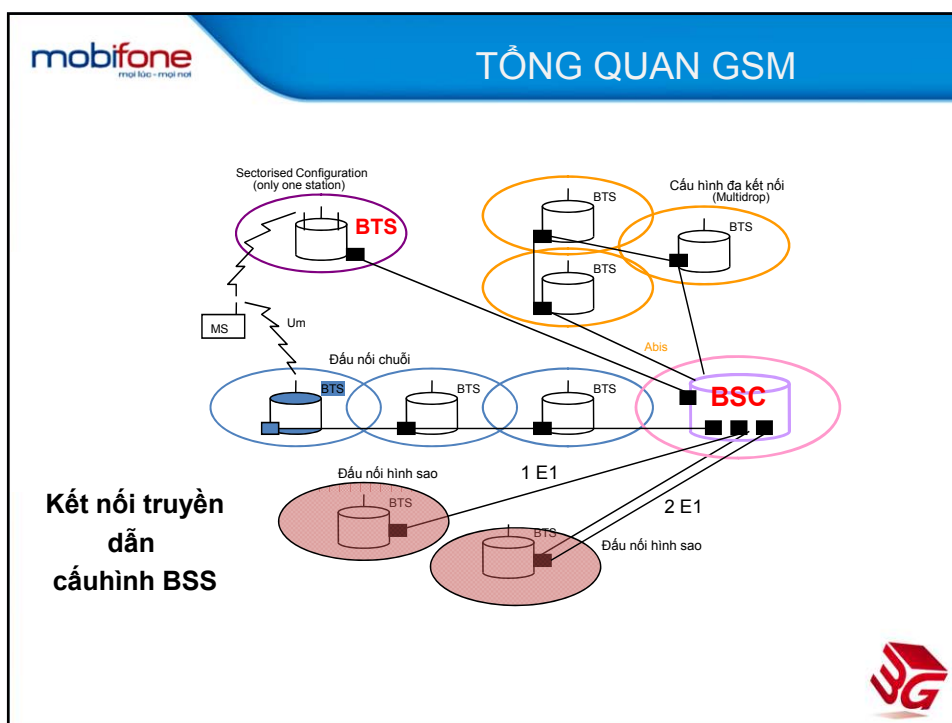 mobifone
mọi lúc - mọi nơi
TỔNG QUAN GSM
Sectorised Configuration
(only one station)
BTS
BTS
BTS
Cấu hình đa kết nối
(Multidrop)
BTS
MS
Um
Abis
Đấu nối chuỗi
BTS
BTS
BTS
BSC
Đấu nối hình sao
1 E1
BTS
2 E1
BTS
Đấu nối hình sao
Kết nối truyền
dẫn
cấuhình BSS
3G